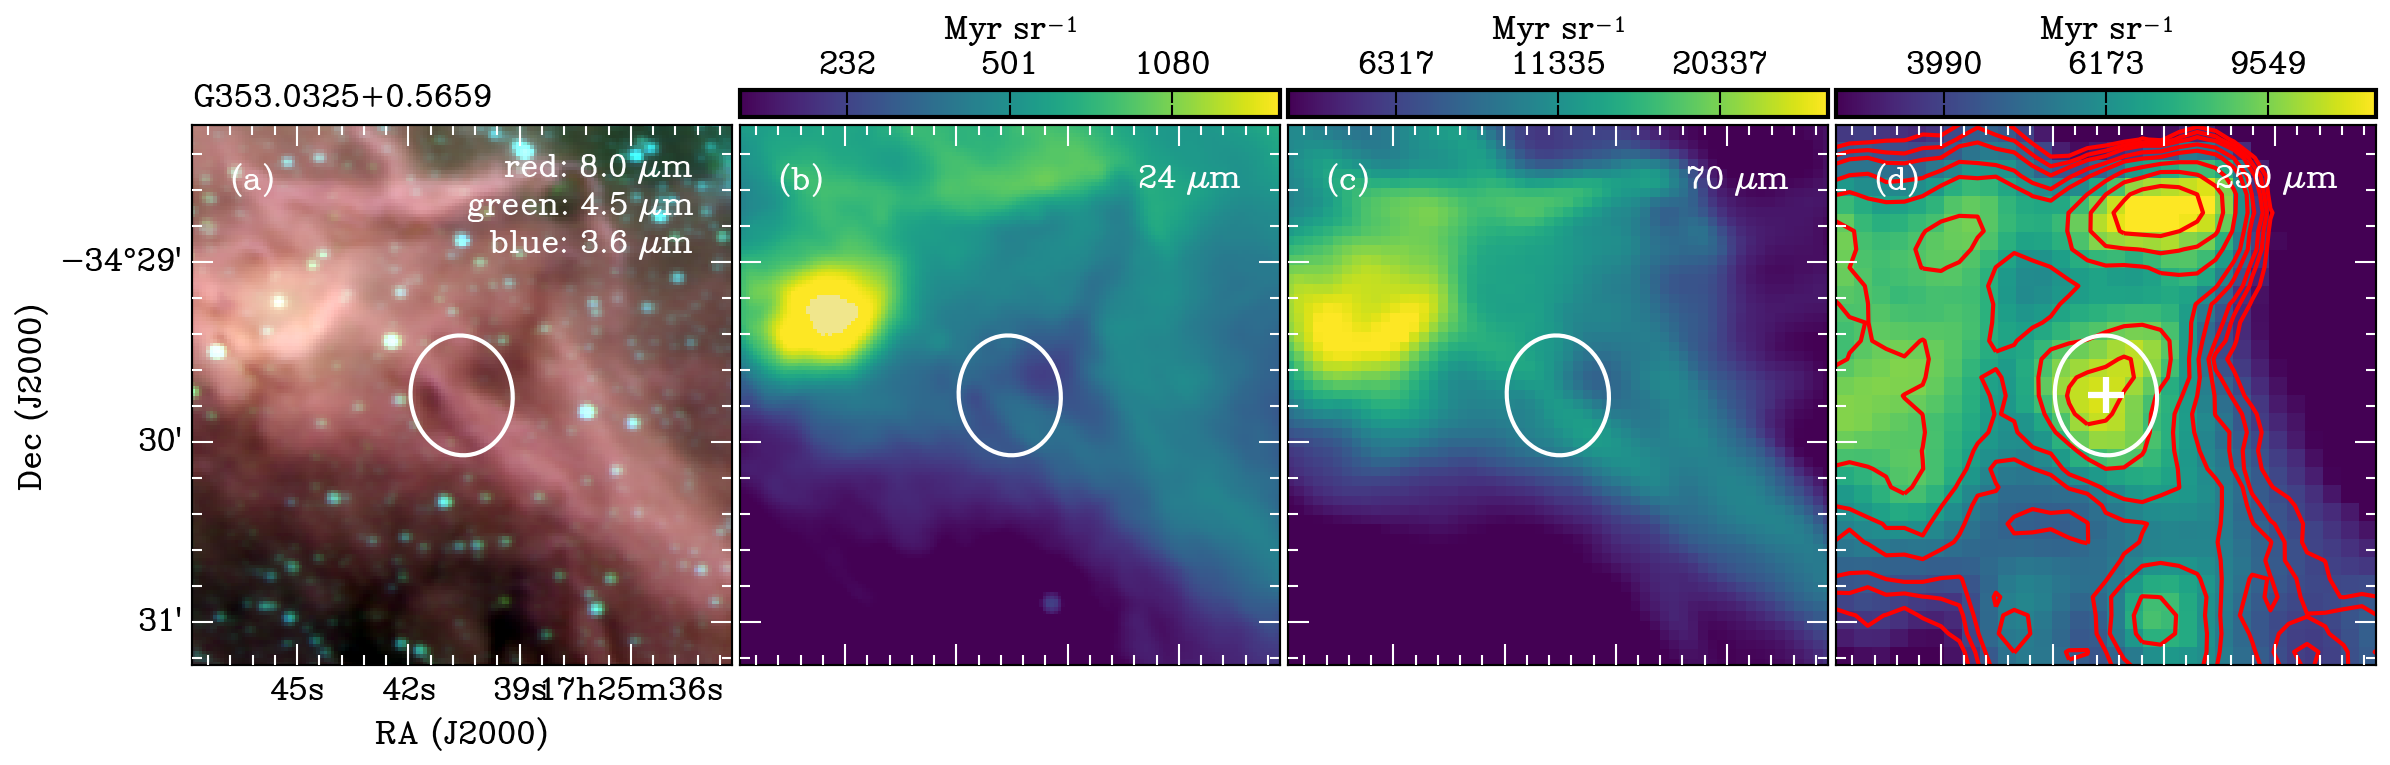 G353.0325+0.5659
(a)
red: 8.0 μm
green: 4.5 μm
blue: 3.6 μm
−34°29'
30'
31'
Dec (J2000)
45s 42s 39s 17h25m36s
RA (J2000)
Myr sr⁻¹
232 501 1080
(b) 24 μm
Myr sr⁻¹
6317 11335 20337
(c) 70 μm
Myr sr⁻¹
3990 6173 9549
(d) 250 μm